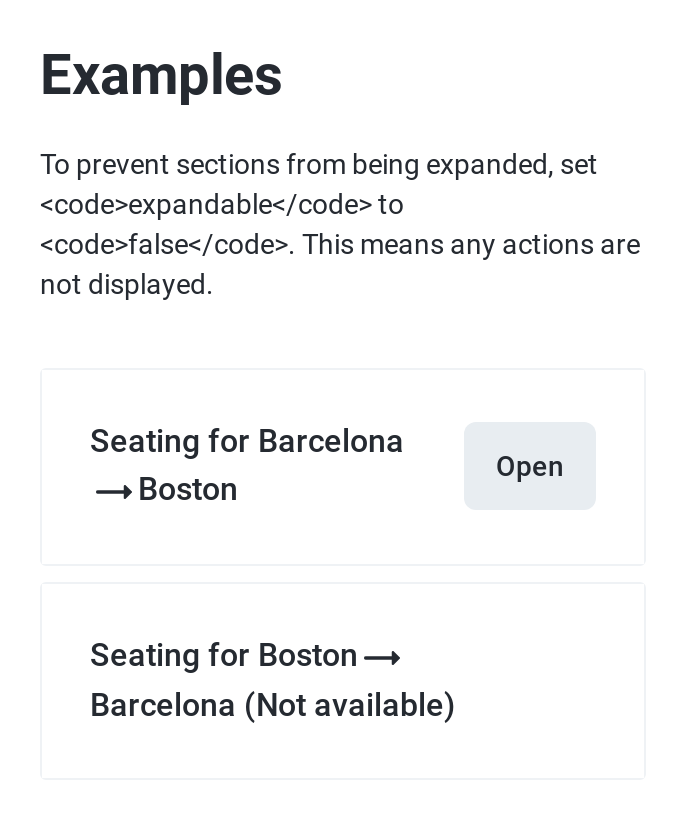 Examples
To prevent sections from being expanded, set
<code>expandable</code> to
<code>false</code>. This means any actions are
not displayed.
Seating for Barcelona
→ Boston
Open
Seating for Boston →
Barcelona (Not available)